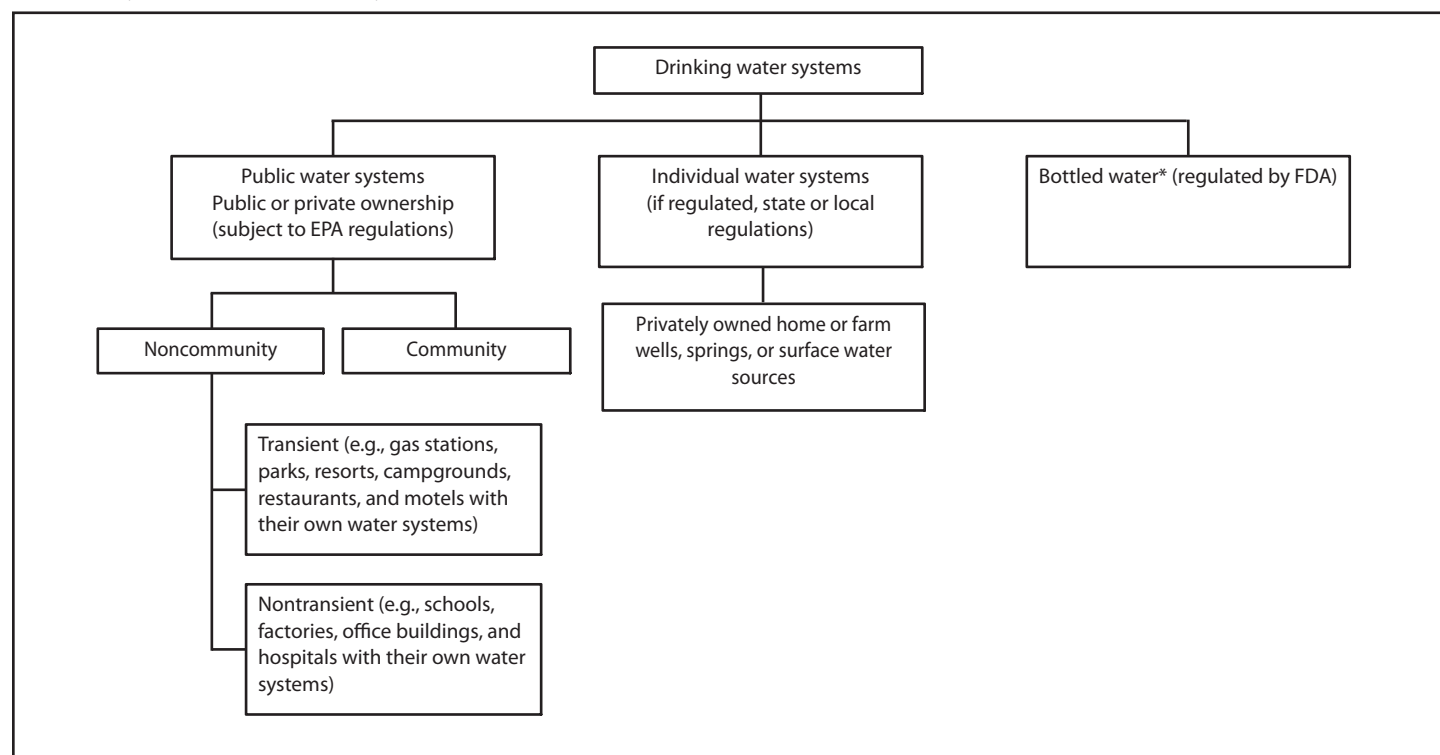 Drinking water systems
Public water systems
Public or private ownership
(subject to EPA regulations)
Individual water systems
(if regulated, state or local
regulations)
Bottled water* (regulated by FDA)
Noncommunity
Community
Privately owned home or farm
wells, springs, or surface water
sources
Transient (e.g., gas stations,
parks, resorts, campgrounds,
restaurants, and motels with
their own water systems)
Nontransient (e.g., schools,
factories, office buildings, and
hospitals with their own water
systems)